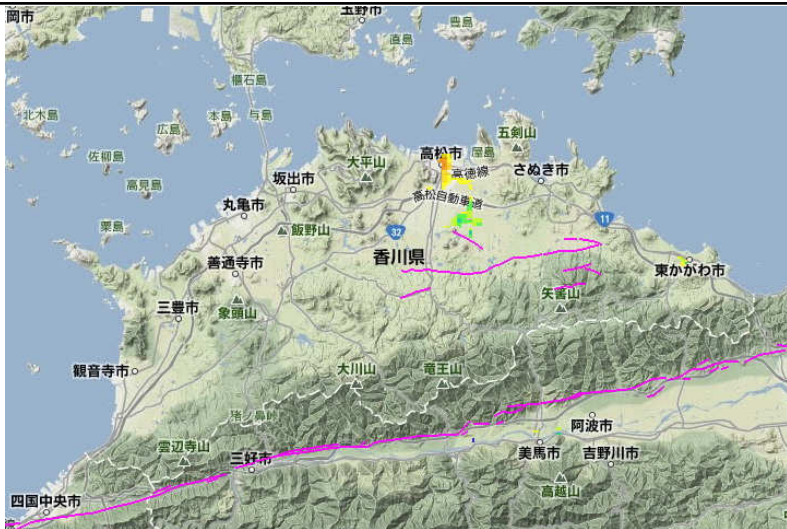 岡市
玉野市
豊島
直島
櫃石島
北木島
本島
与島
広島
五剣山
屋島
高松市
佐柳島
大平山
高徳線
さぬき市
高見島
坂出市
高松自動車道
丸亀市
粟島
11
飯野山
32
香川県
善通寺市
東かがわ市
三豊市
象頭山
矢筈山
観音寺市
大川山
竜王山
猪ノ鼻峠
阿波市
雲辺寺山
三好市
美馬市
吉野川市
高越山
四国中央市